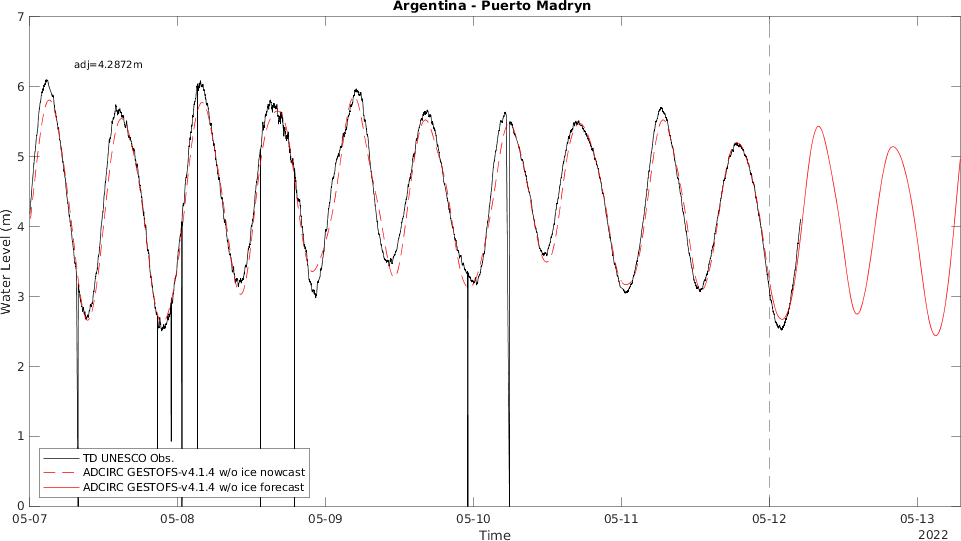 Argentina - Puerto Madryn
7
adj=4.2872m
6
5
4
3
2
1
0
Water Level (m)
TD UNESCO Obs.
ADCIRC GESTOFS-v4.1.4 w/o ice nowcast
ADCIRC GESTOFS-v4.1.4 w/o ice forecast
05-07 05-08 05-09 05-10 05-11 05-12 05-13
Time
2022